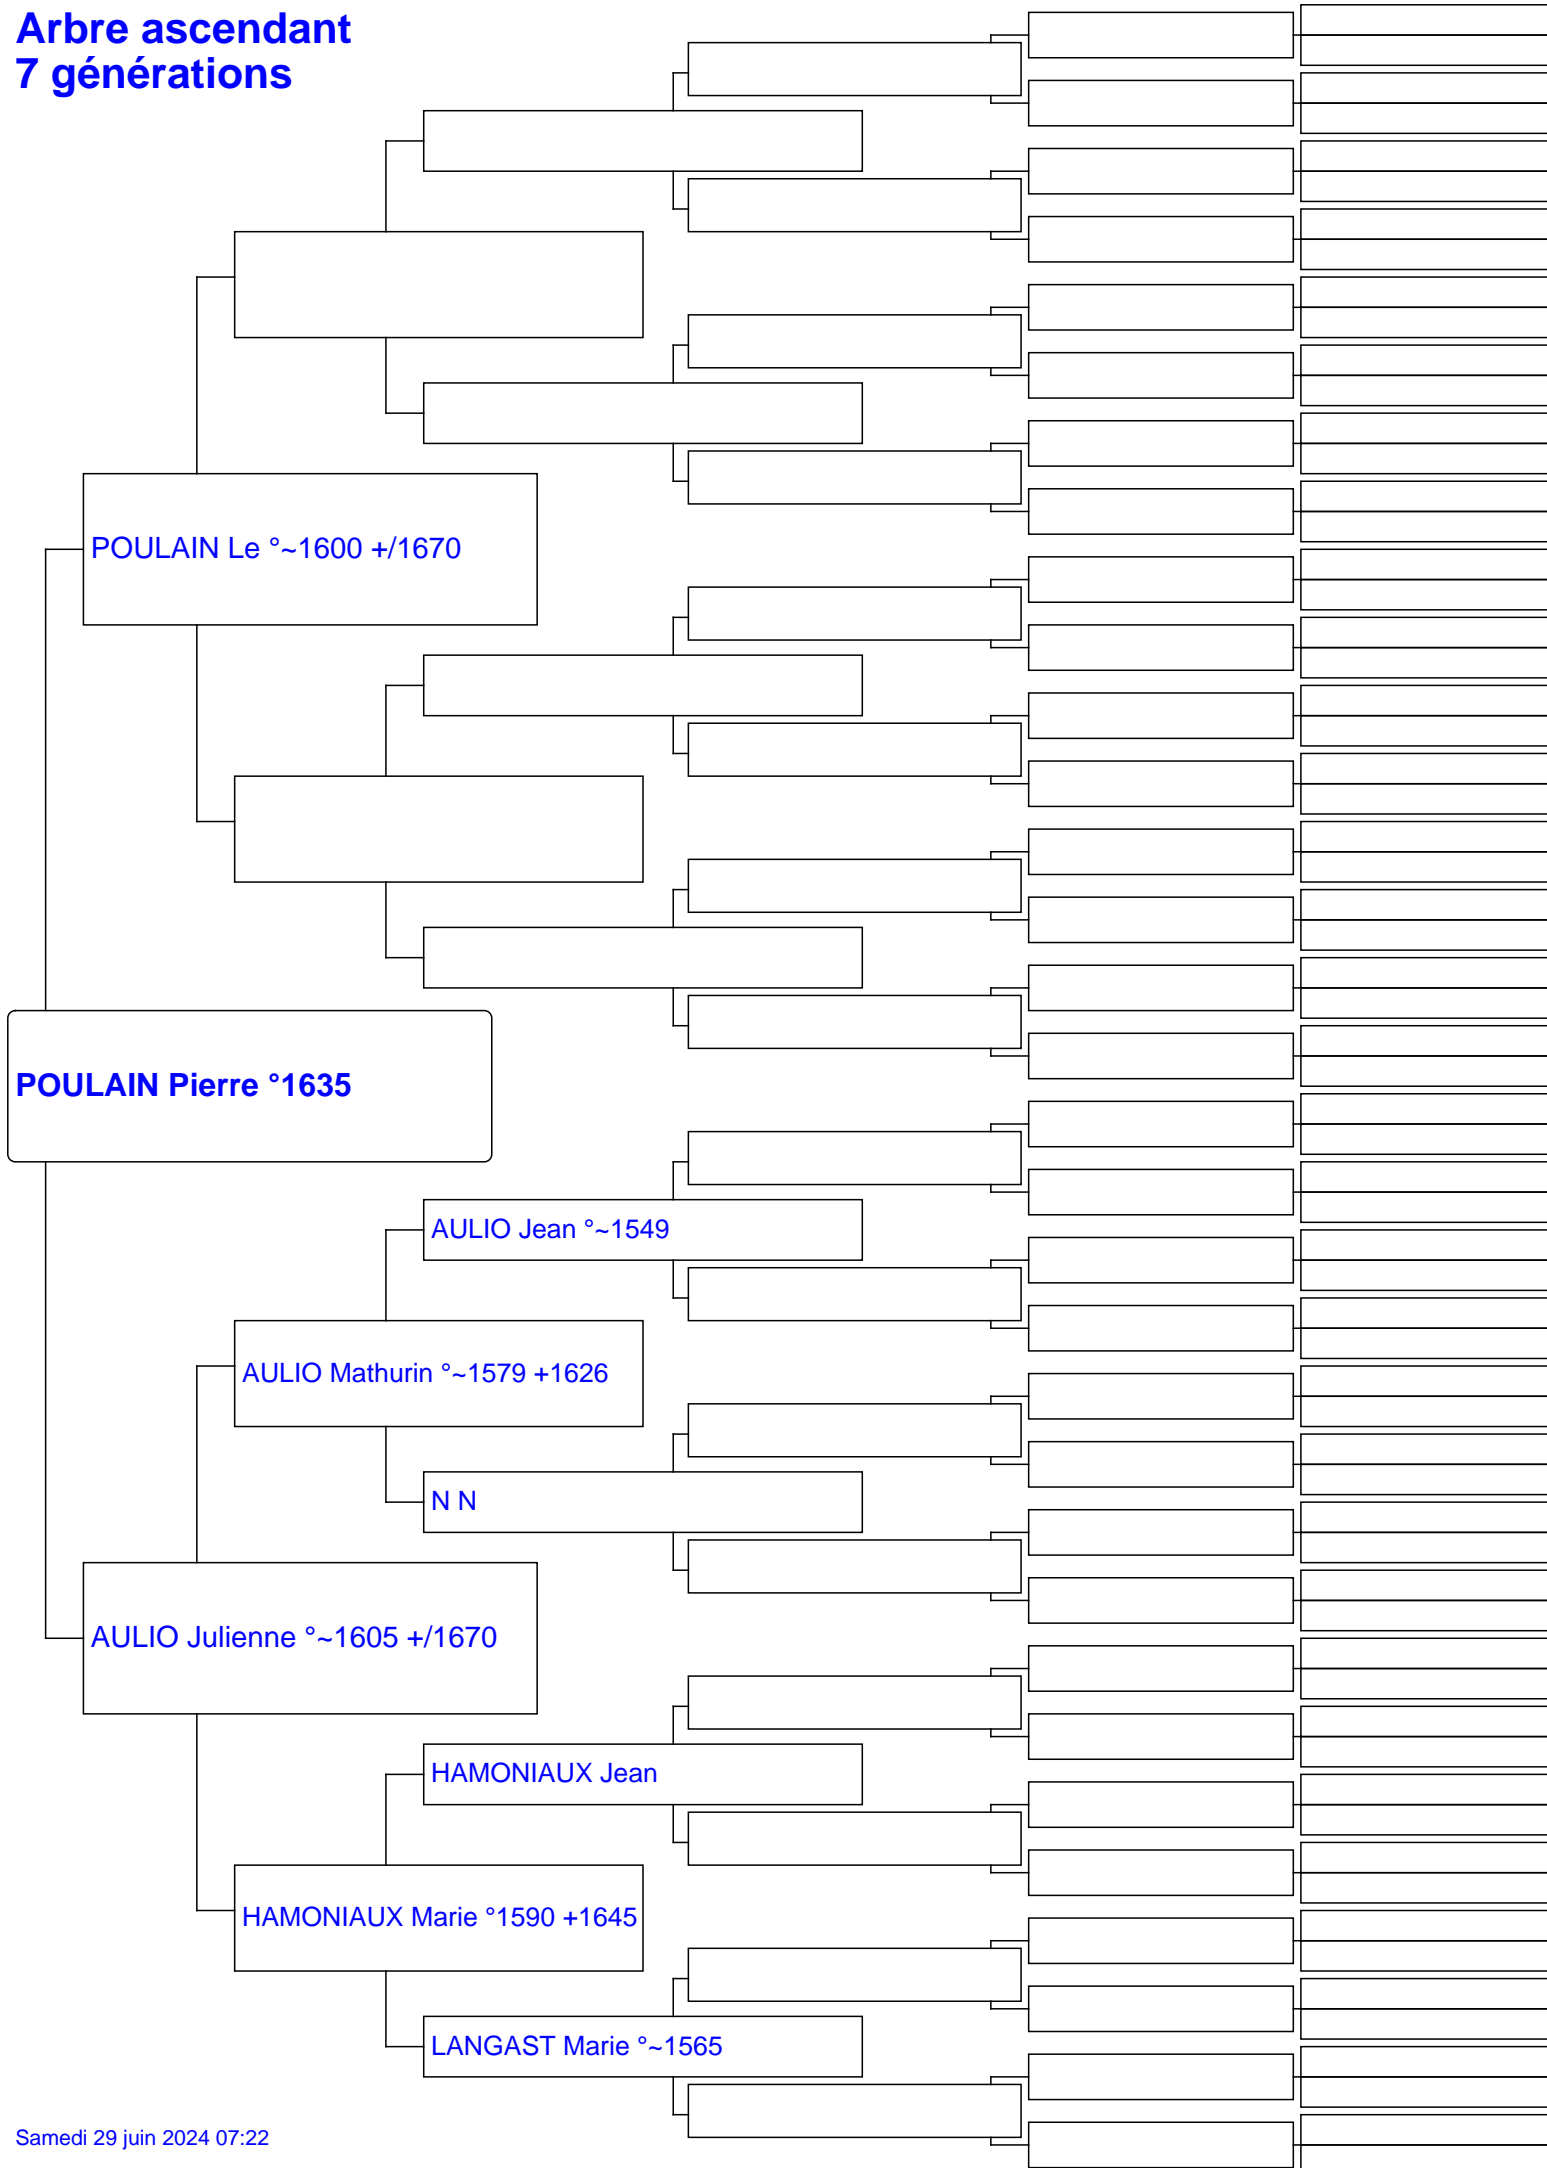 Arbre ascendant
7 générations
POULAIN Le °~1600 +/1670
POULAIN Pierre °1635
AULIO Jean °~1549
AULIO Mathurin °~1579 +1626
N N
AULIO Julienne °~1605 +/1670
HAMONIAUX Jean
HAMONIAUX Marie °1590 +1645
LANGAST Marie °~1565
Samedi 29 juin 2024 07:22